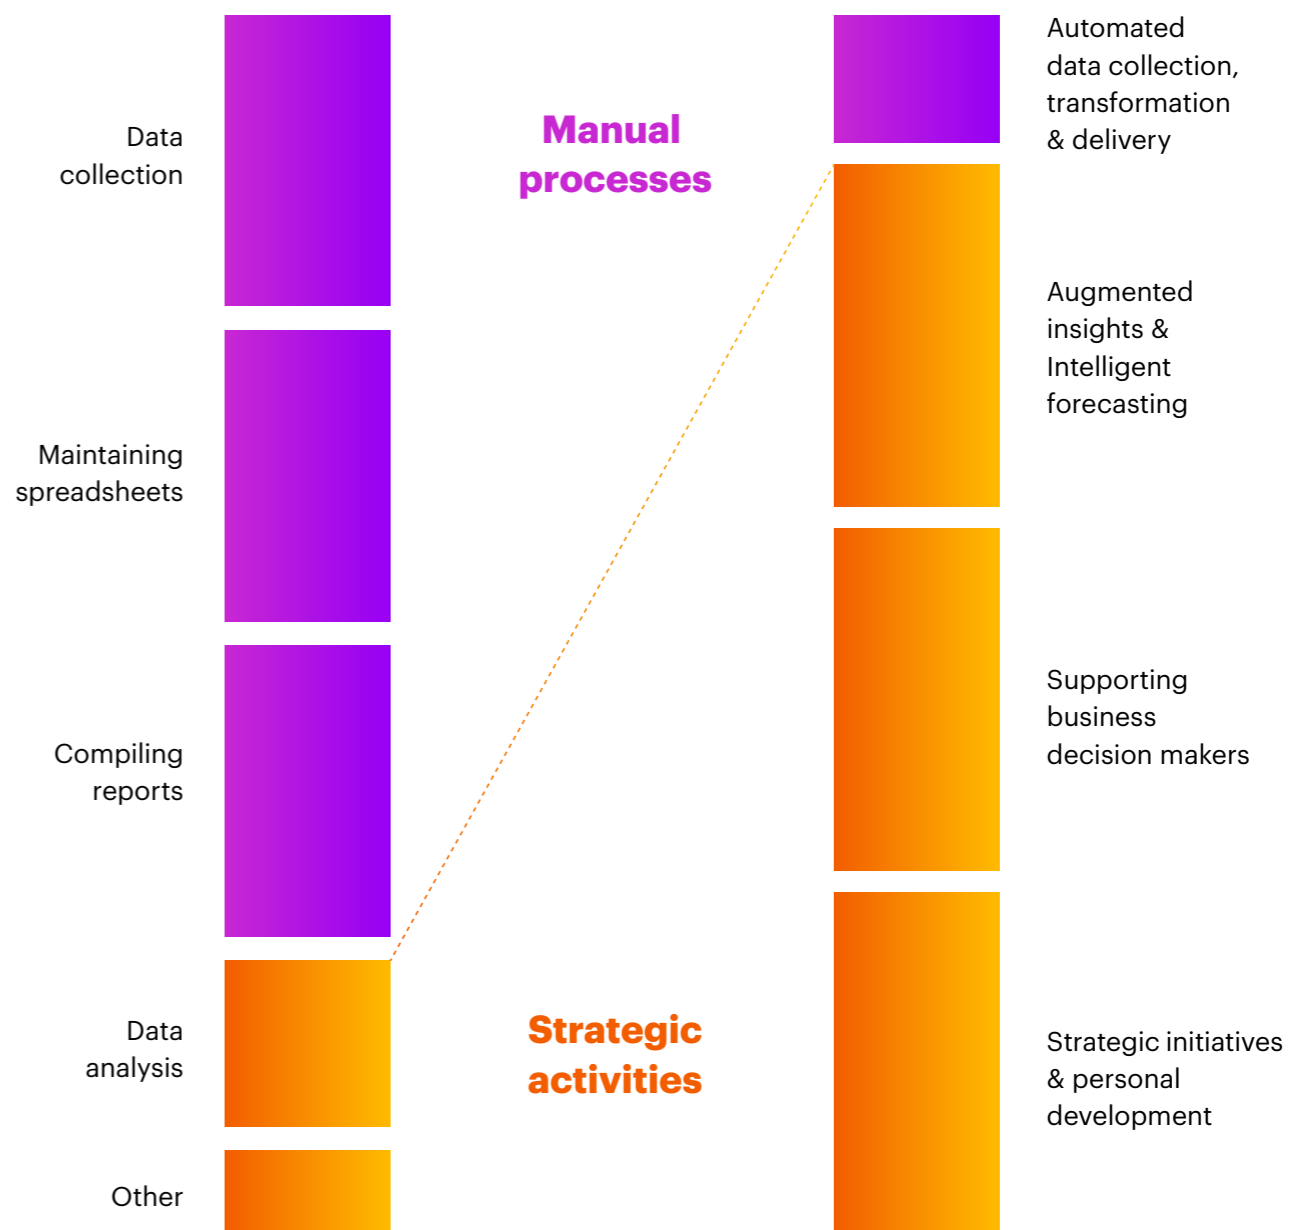 Data
collection
Maintaining
spreadsheets
Compiling
reports
Data
analysis
Other
Manual
processes
Strategic
activities
Automated
data collection,
transformation
& delivery
Augmented
insights &
Intelligent
forecasting
Supporting
business
decision makers
Strategic initiatives
& personal
development